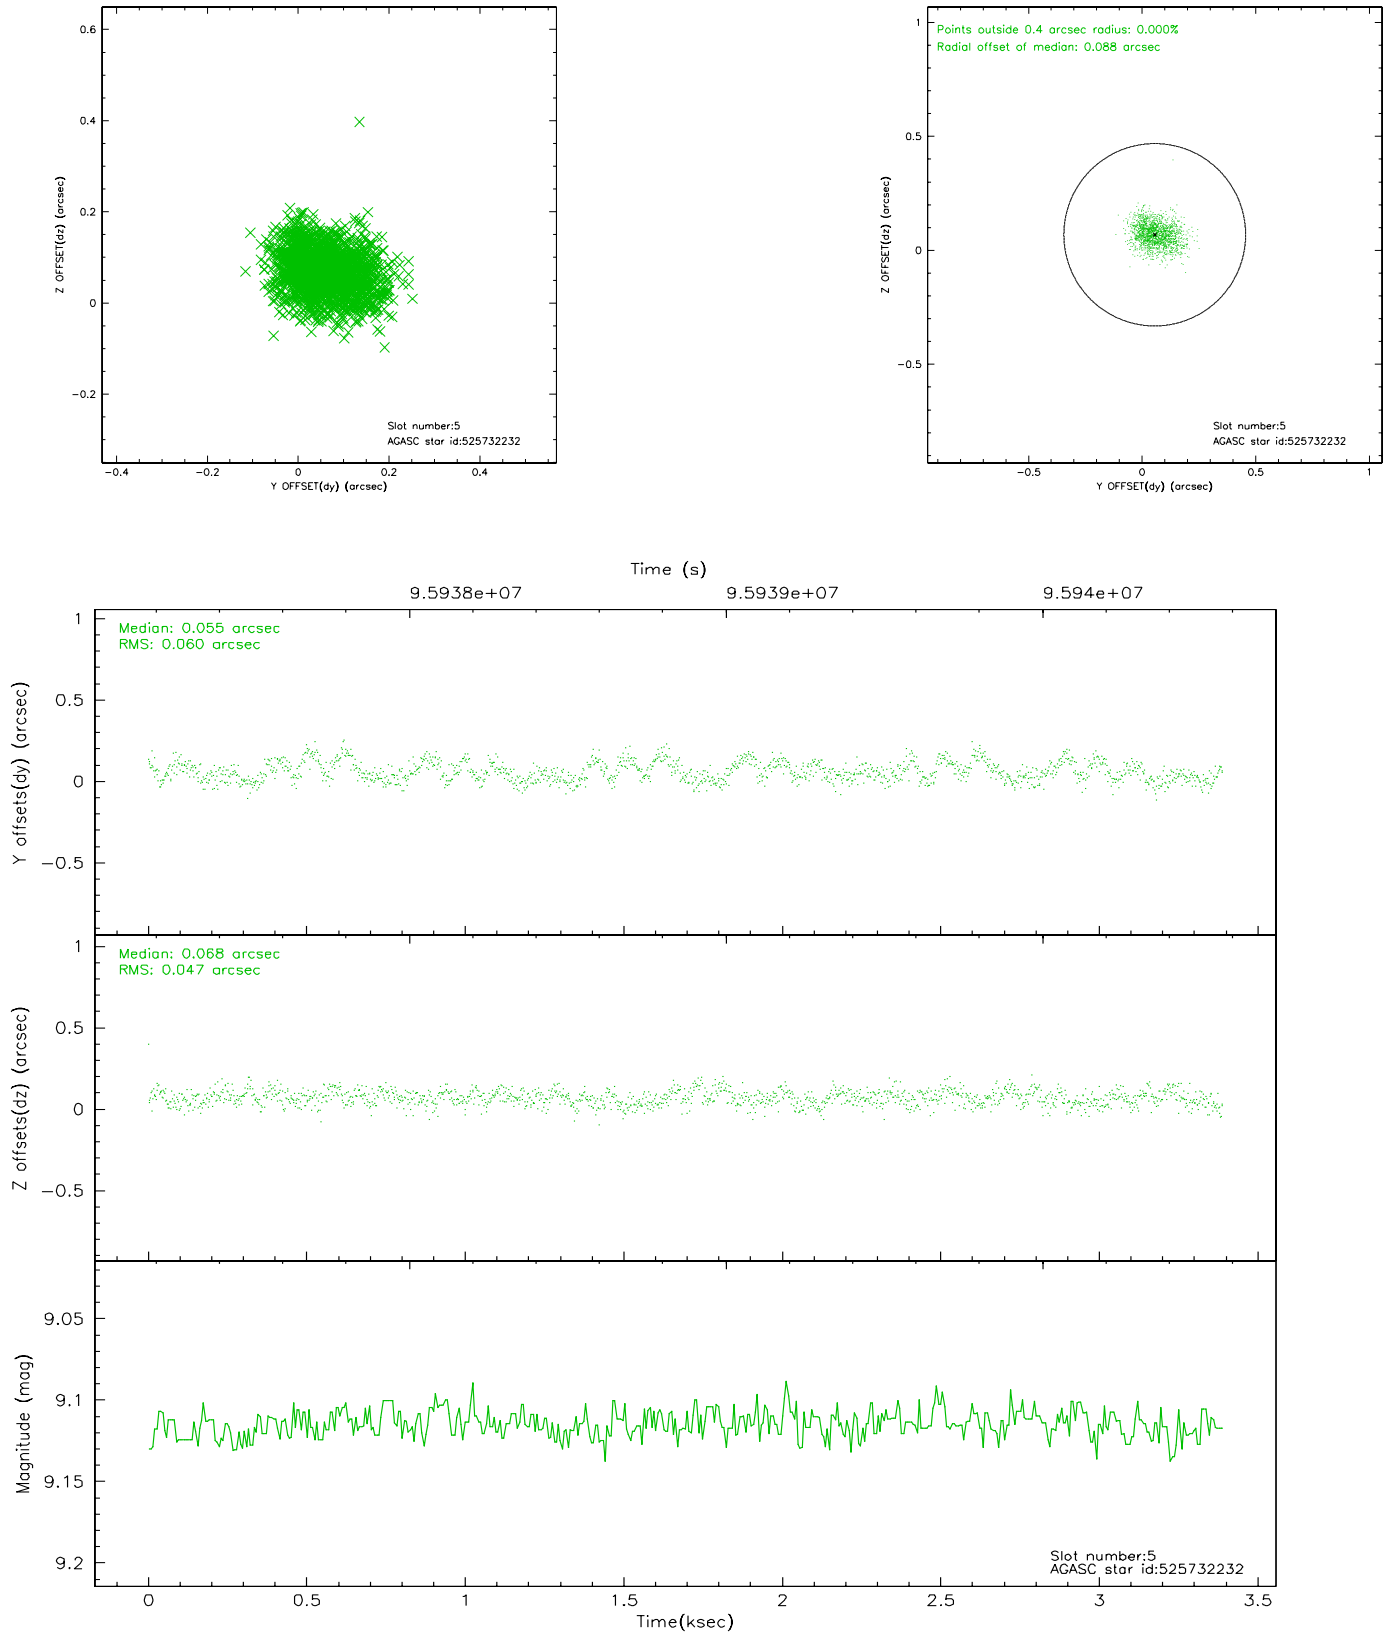 0.6
0.4
0.2
0
−0.2
Z OFFSET(dz) (arcsec)
−0.4
−0.2
0
0.2
0.4
Y OFFSET(dy) (arcsec)
Slot number:5
AGASC star id:525732232
Points outside 0.4 arcsec radius: 0.000%
Radial offset of median: 0.088 arcsec
1
0.5
0
−0.5
Z OFFSET(dz) (arcsec)
−0.5
0
0.5
1
Y OFFSET(dy) (arcsec)
Slot number:5
AGASC star id:525732232
Time (s)
9.5938e+07
9.5939e+07
9.594e+07
Median: 0.055 arcsec
RMS: 0.060 arcsec
1
0.5
0
−0.5
Y offsets(dy) (arcsec)
Median: 0.068 arcsec
RMS: 0.047 arcsec
1
0.5
0
−0.5
Z offsets(dz) (arcsec)
9.05
9.1
9.15
9.2
Magnitude (mag)
Slot number:5
AGASC star id:525732232
0
0.5
1
1.5
2
2.5
3
3.5
Time(ksec)